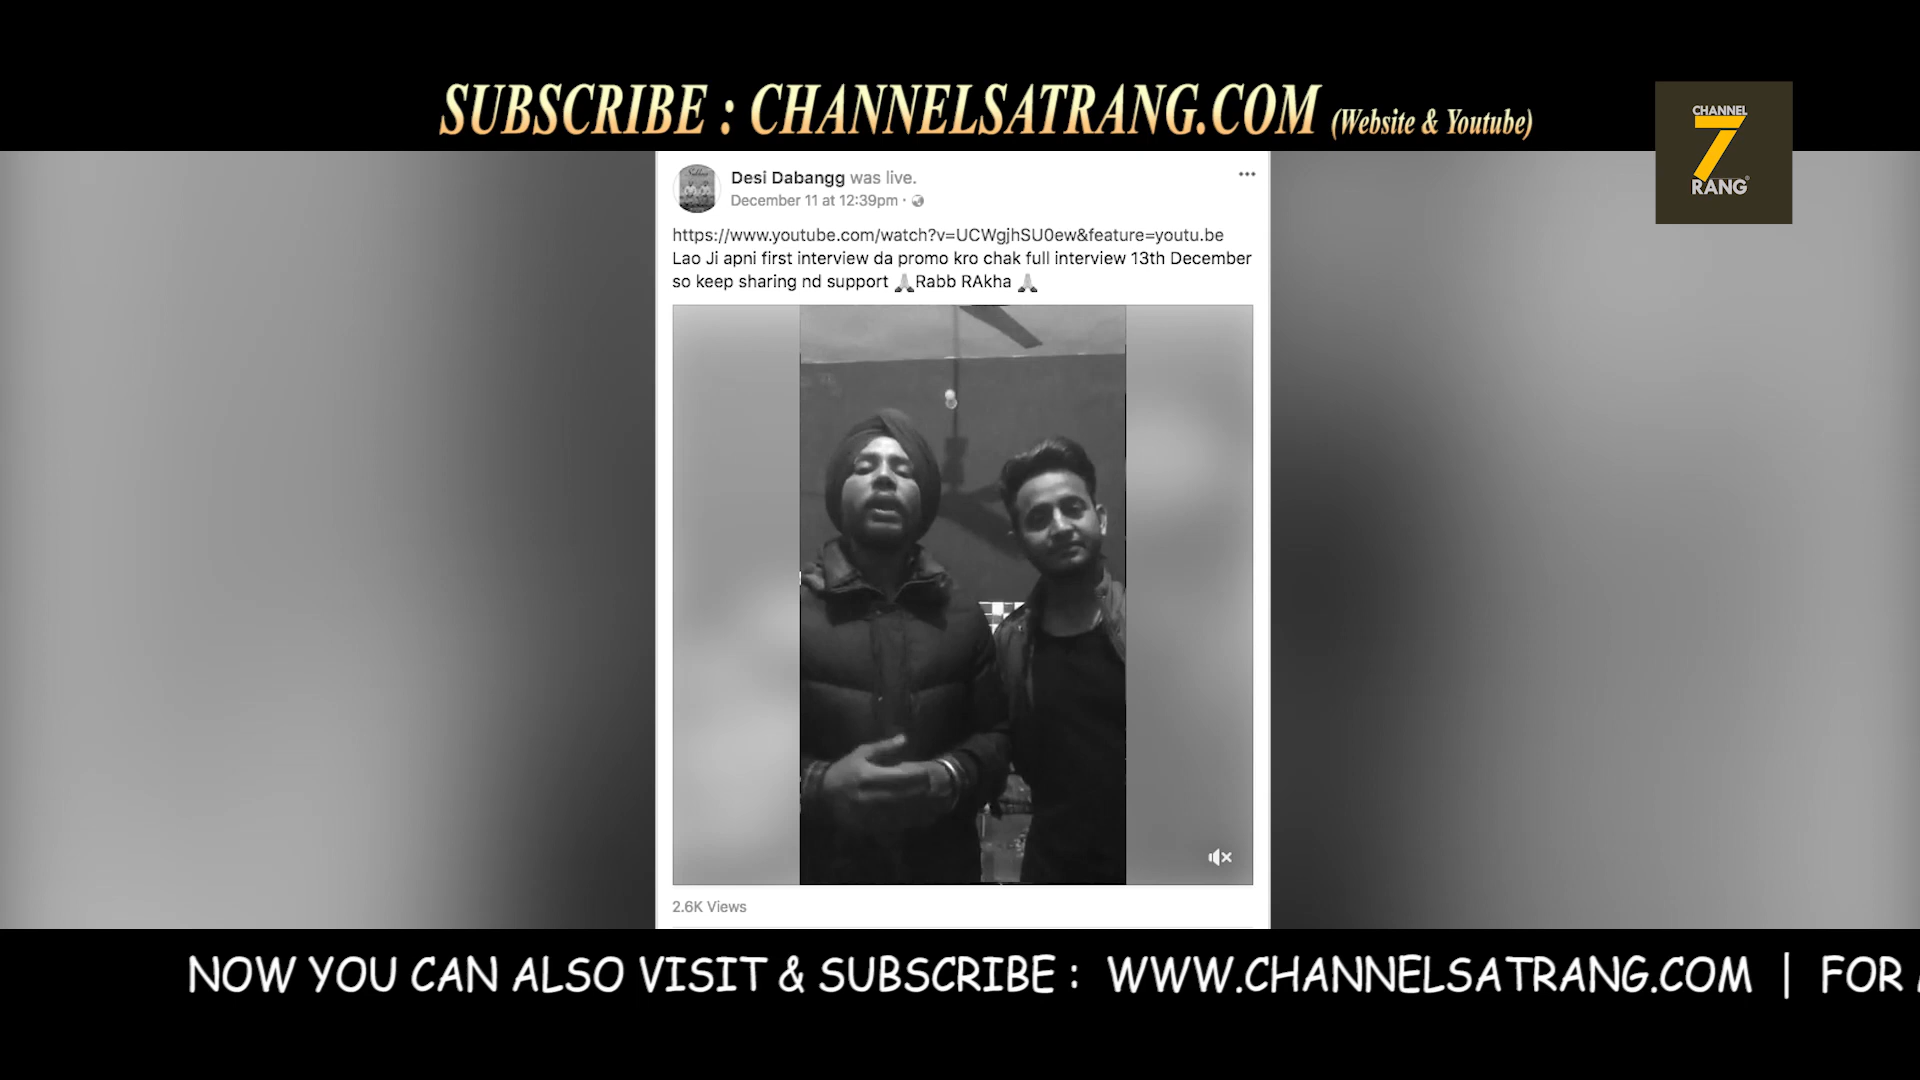 SUBSCRIBE : CHANNELSATRANG.COM (Website & Youtube)
CHANNEL
7
RANG
Desi Dabangg was live.
December 11 at 12:39pm ·
https://www.youtube.com/watch?v=UCWgjhSU0ew&feature=youtu.be
Lao Ji apni first interview da promo kro chak full interview 13th December
so keep sharing nd support 🙏Rabb RAkha 🙏
2.6K Views
NOW YOU CAN ALSO VISIT & SUBSCRIBE : WWW.CHANNELSATRANG.COM | FOR